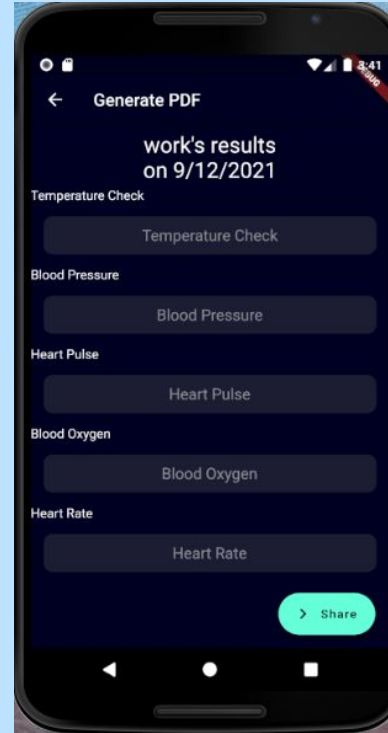 3:41
DEBUG
Generate PDF
work's results
on 9/12/2021
Temperature Check
Temperature Check
Blood Pressure
Blood Pressure
Heart Pulse
Heart Pulse
Blood Oxygen
Blood Oxygen
Heart Rate
Heart Rate
Share